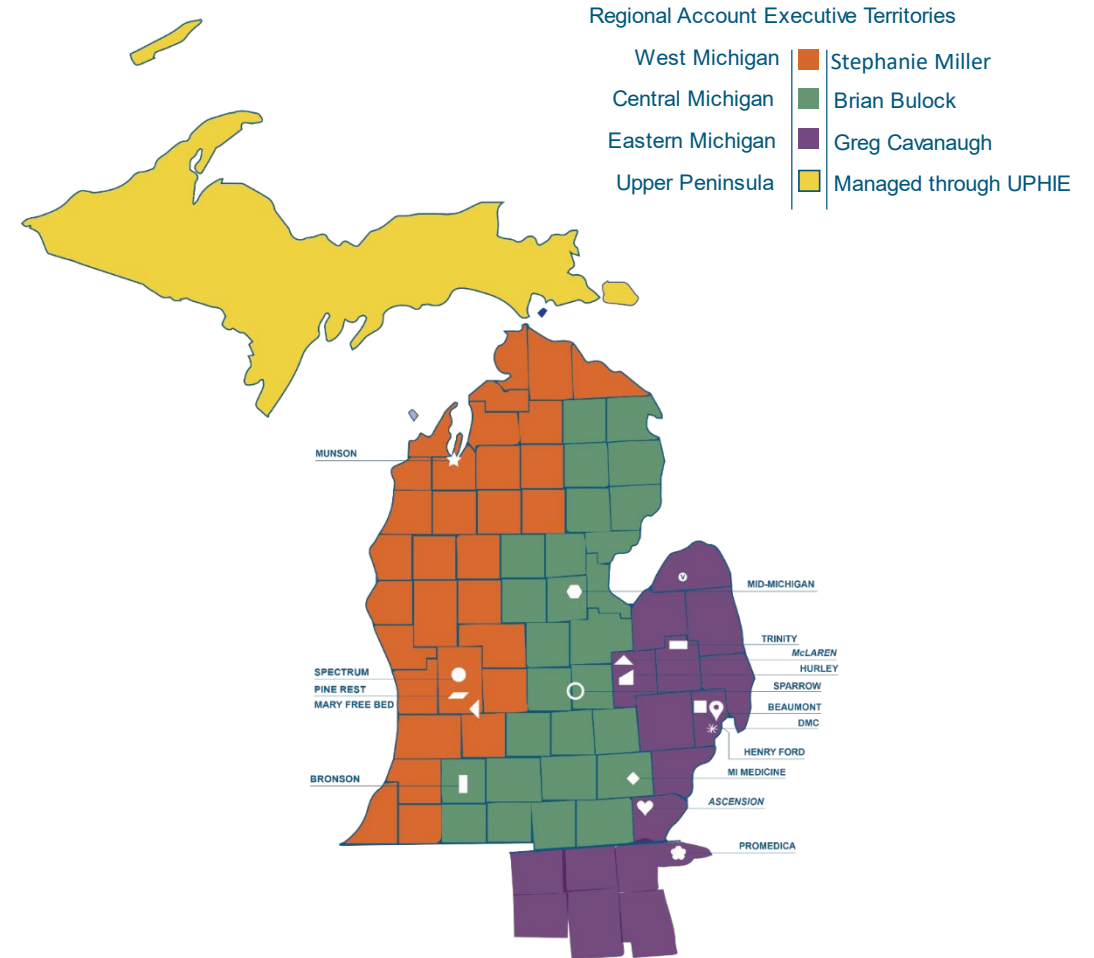 Regional Account Executive Territories
West Michigan Stephanie Miller
Central Michigan Brian Bulock
Eastern Michigan Greg Cavanaugh
Upper Peninsula Managed through UPHIE
MUNSON
MID-MICHIGAN
V
TRINITY
McLAREN
HURLEY
SPECTRUM
PINE REST
MARY FREE BED
SPARROW
BEAUMONT
DMC
HENRY FORD
BRONSON
MI MEDICINE
ASCENSION
PROMEDICA